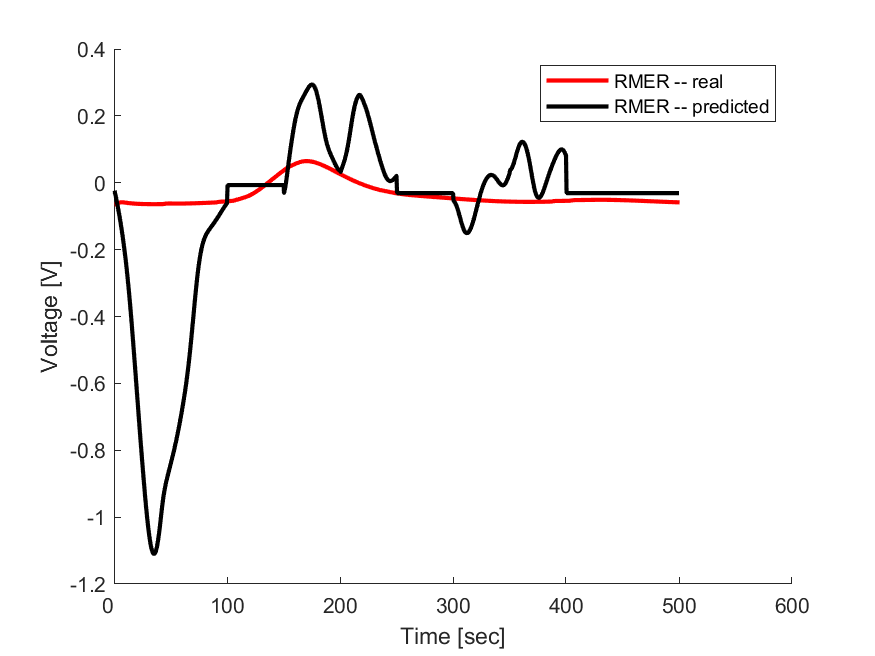 0.4
0.2
0
-0.2
-0.4
-0.6
-0.8
-1
-1.2
0 100 200 300 400 500 600
Time [sec]
Voltage [V]
RMER -- real
RMER -- predicted